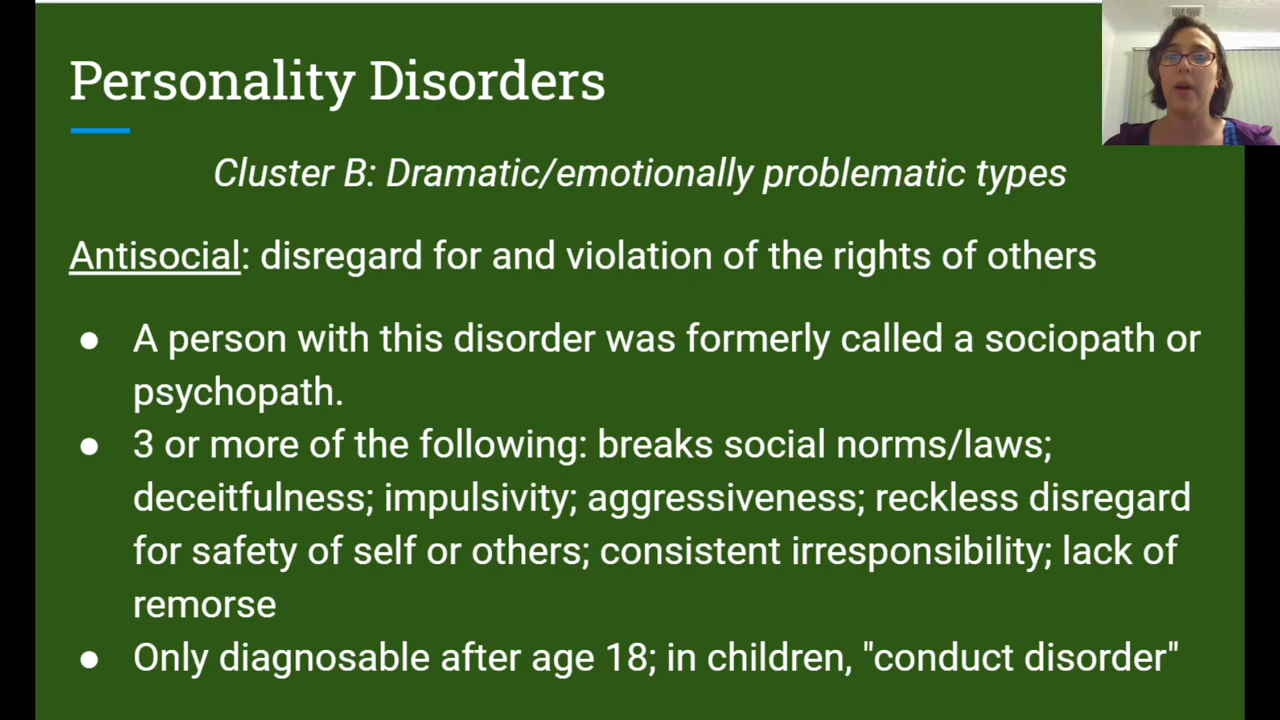 Personality Disorders
Cluster B: Dramatic/emotionally problematic types
Antisocial: disregard for and violation of the rights of others
● A person with this disorder was formerly called a sociopath or
psychopath.
● 3 or more of the following: breaks social norms/laws;
deceitfulness; impulsivity; aggressiveness; reckless disregard
for safety of self or others; consistent irresponsibility; lack of
remorse
● Only diagnosable after age 18; in children, "conduct disorder"